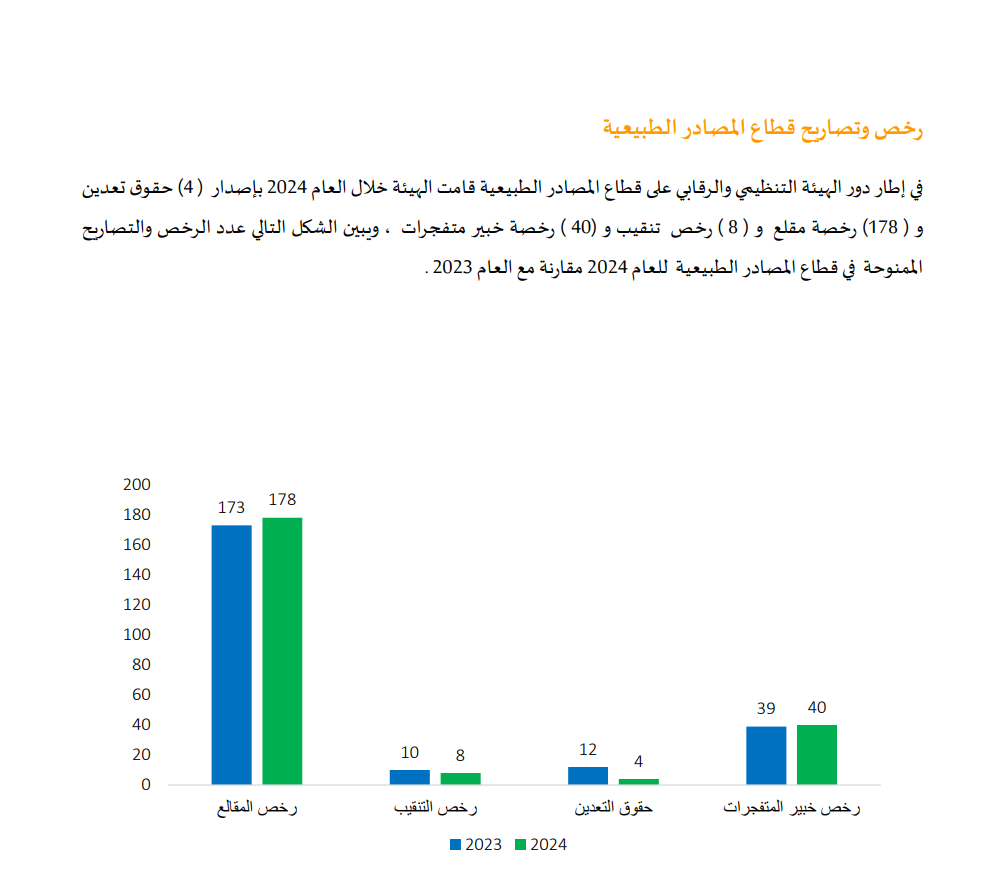 رخص وتصاريح قطاع المصادر الطبيعية
في إطار دور الهيئة التنظيمي والرقابي على قطاع المصادر الطبيعية قامت الهيئة خلال العام 2024 بإصدار (4) حقوق تعدين
و (178) رخصة مقلع و (8) رخص تنقيب و (40) رخصة خبير متفجرات ، ويبين الشكل التالي عدد الرخص والتصاريح
الممنوحة في قطاع المصادر الطبيعية للعام 2024 مقارنة مع العام 2023 .
200
180
160
140
120
100
80
60
40
20
0
173 178
10 8
12 4
39 40
رخص المقالع
رخص التنقيب
حقوق التعدين
رخص خبير المتفجرات
2023 2024